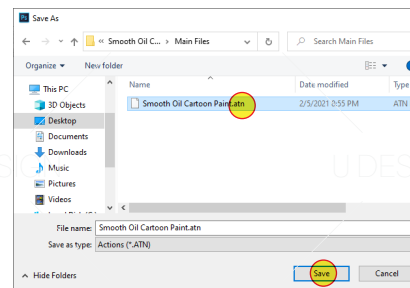 Save As
« Smooth Oil C... › Main Files
Search Main Files
Organize
New folder
This PC
3D Objects
Desktop
Documents
Downloads
Music
Pictures
Videos
Name
Date modified
Type
Smooth Oil Cartoon Paint.atn
2/5/2021 2:55 PM
ATN
File name:
Smooth Oil Cartoon Paint.atn
Save as type:
Actions (*.ATN)
Hide Folders
Save
Cancel